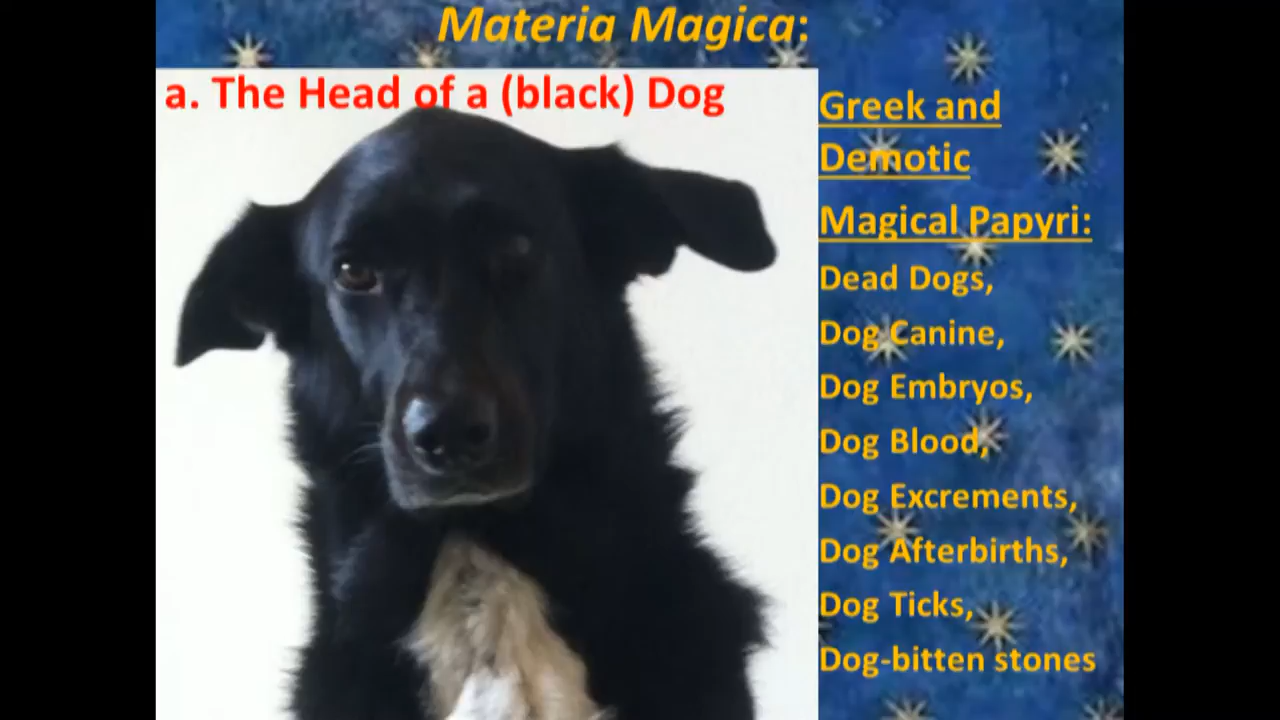 Materia Magica:
a. The Head of a (black) Dog
Greek and
Demotic
Magical Papyri:
Dead Dogs,
Dog Canine,
Dog Embryos,
Dog Blood,
Dog Excrements,
Dog Afterbirths,
Dog Ticks,
Dog-bitten stones